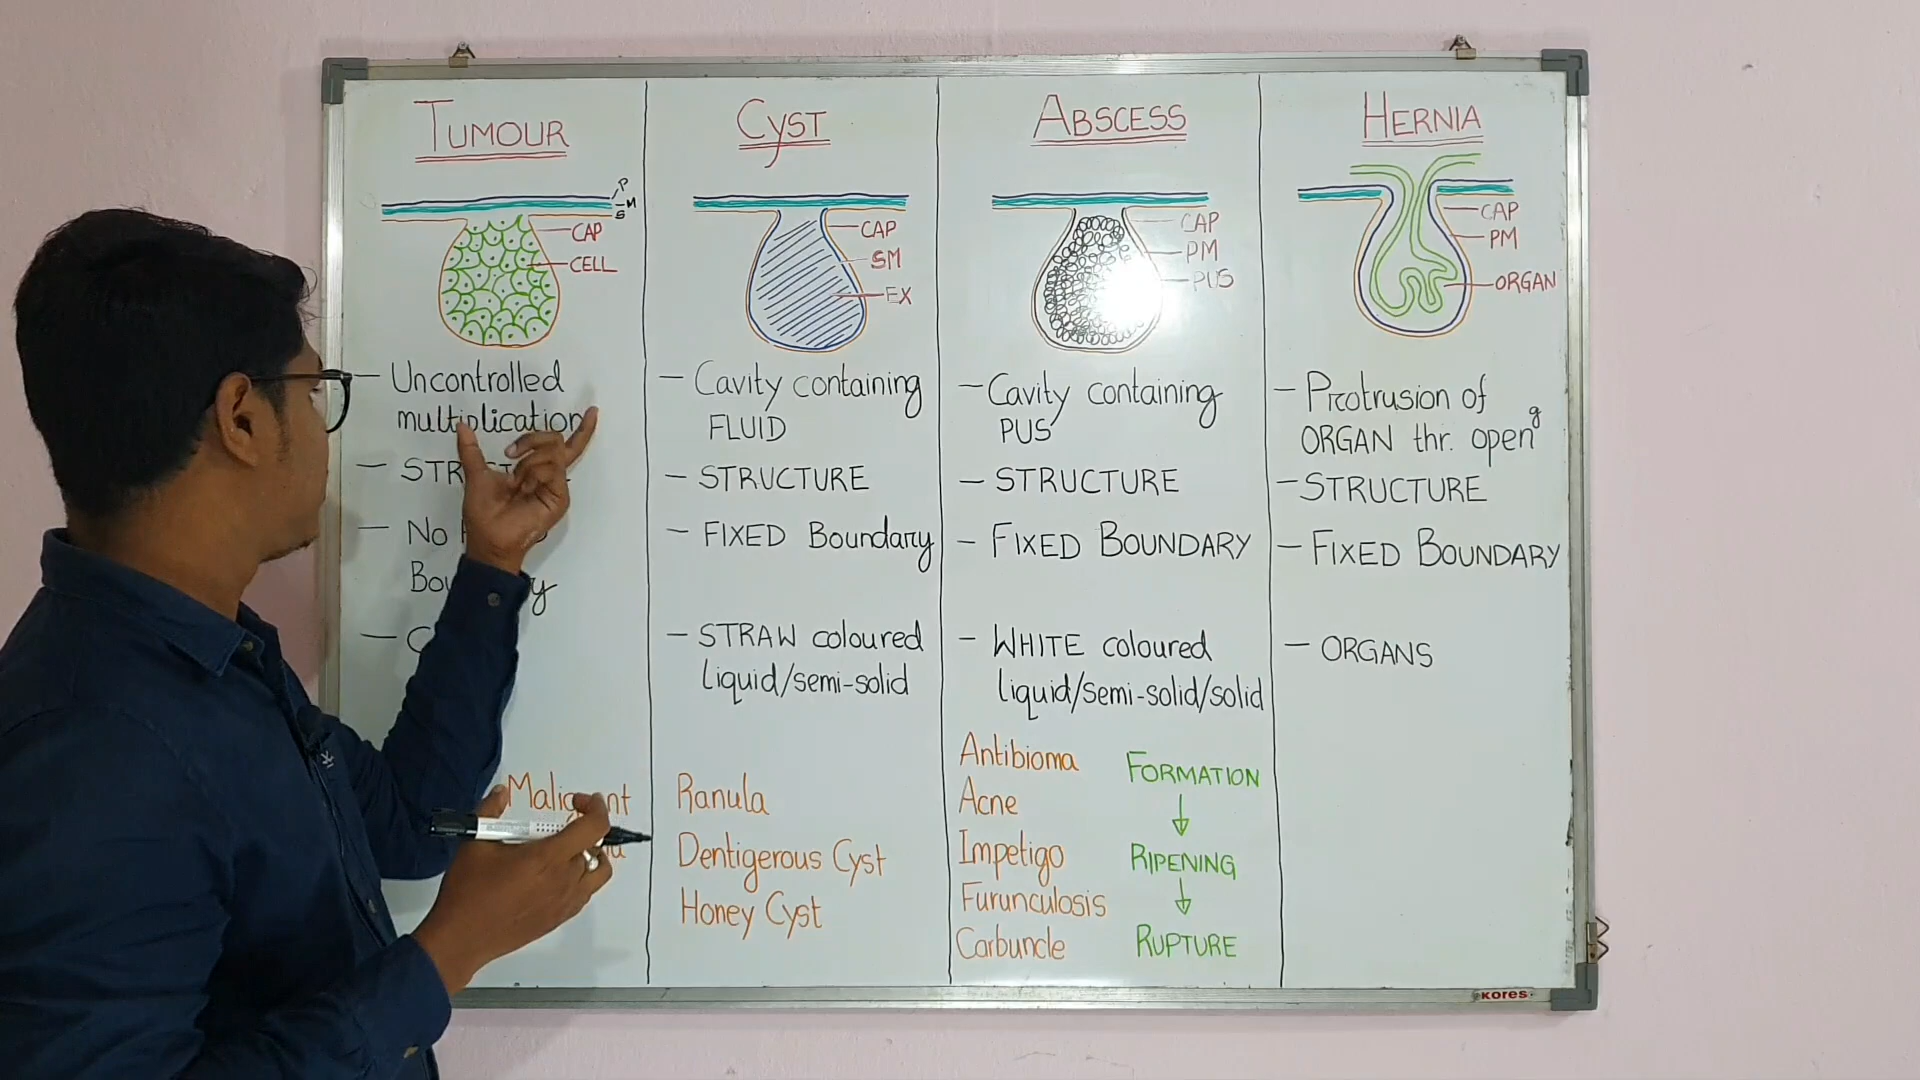 TUMOUR
P
M
S
CAP
CELL
- Uncontrolled
multiplication
- No
- C
Malignant
CYST
CAP
SM
EX
- Cavity containing
FLUID
- STRUCTURE
- FIXED Boundary
- STRAW coloured
liquid/semi-solid
Ranula
Dentigerous Cyst
Honey Cyst
ABSCESS
CAP
PM
PUS
- Cavity containing
PUS
- STRUCTURE
- FIXED BOUNDARY
- WHITE coloured
liquid/semi-solid/solid
Antibioma
Acne
Impetigo
Furunculosis
Carbuncle
FORMATION
↓
RIPENING
↓
RUPTURE
HERNIA
CAP
PM
ORGAN
- Protrusion of
ORGAN thr. open^g
- STRUCTURE
- FIXED BOUNDARY
- ORGANS
KORES